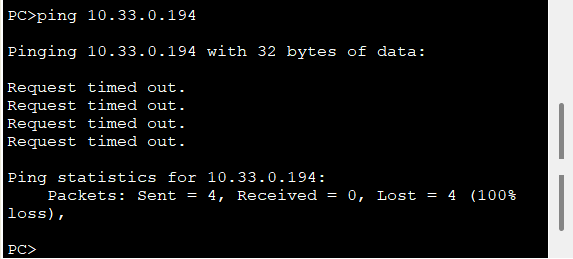 PC>ping 10.33.0.194
Pinging 10.33.0.194 with 32 bytes of data:
Request timed out.
Request timed out.
Request timed out.
Request timed out.
Ping statistics for 10.33.0.194:
    Packets: Sent = 4, Received = 0, Lost = 4 (100%
loss),
PC>